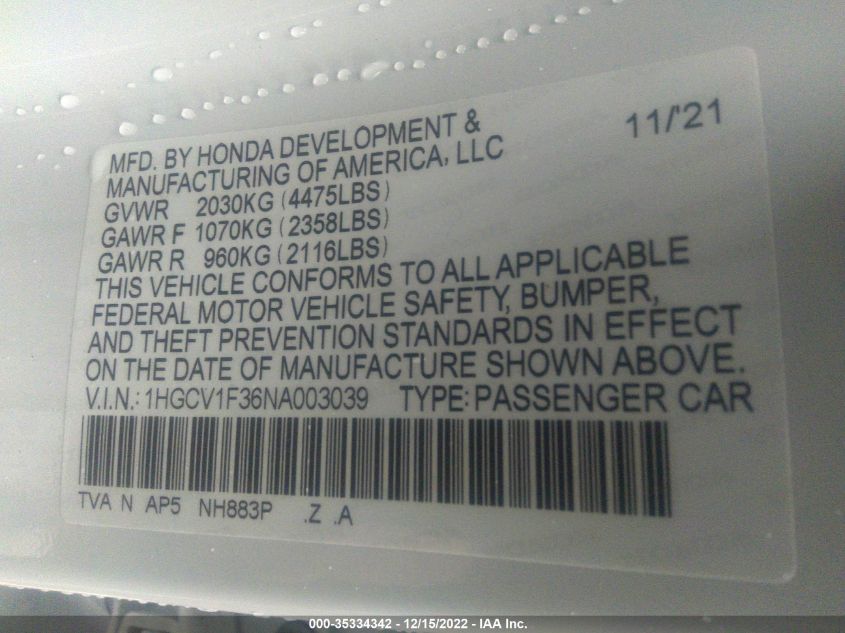 MFD. BY HONDA DEVELOPMENT & 11/'21
MANUFACTURING OF AMERICA, LLC
GVWR 2030KG (4475LBS)
GAWR F 1070KG (2358LBS)
GAWR R 960KG (2116LBS)
THIS VEHICLE CONFORMS TO ALL APPLICABLE
FEDERAL MOTOR VEHICLE SAFETY, BUMPER,
AND THEFT PREVENTION STANDARDS IN EFFECT
ON THE DATE OF MANUFACTURE SHOWN ABOVE.
V.I.N.: 1HGCV1F36NA003039 TYPE: PASSENGER CAR
TVA N AP5 NH883P .Z .A
000-35334342 - 12/15/2022 - IAA Inc.